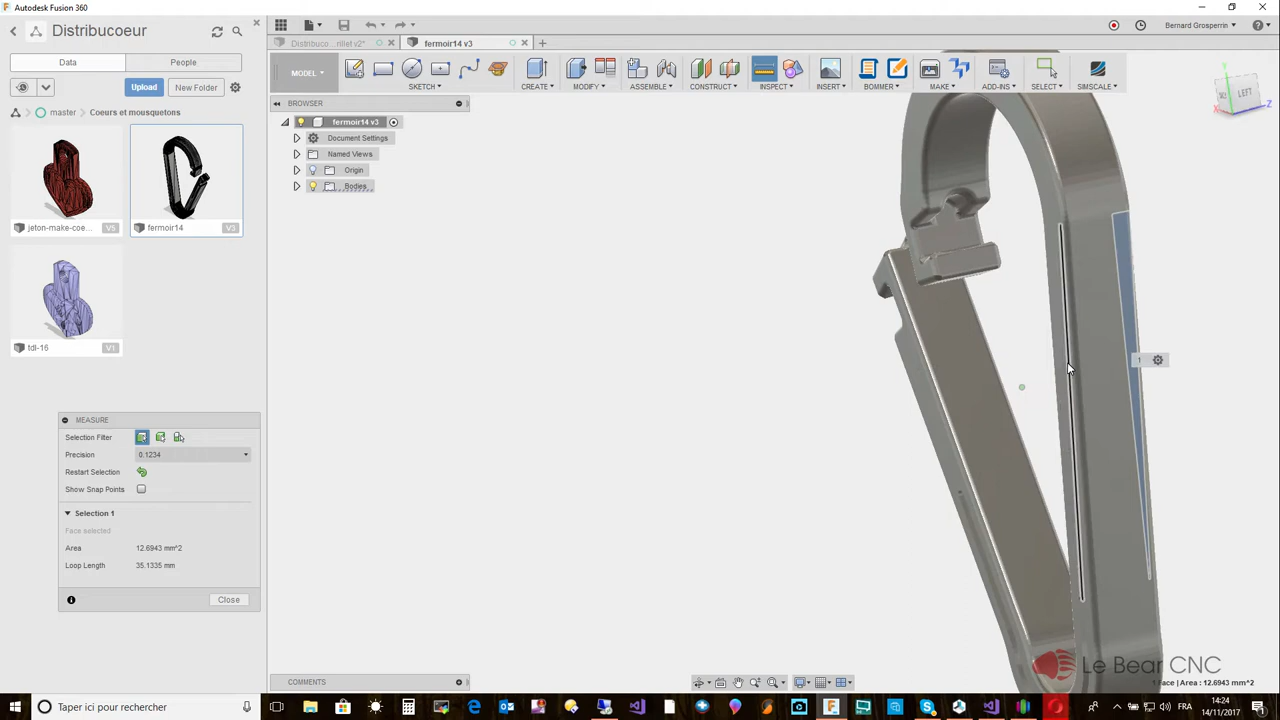 Autodesk Fusion 360
Distribucoeur
Bernard Grosperrin
Data
People
Distribuco ...rillet v2*
fermoir14 v3
MODEL
SKETCH
CREATE
MODIFY
ASSEMBLE
CONSTRUCT
INSPECT
INSERT
BOMMER
MAKE
ADD-INS
SELECT
SIMSCALE
Upload
New Folder
BROWSER
LEFT
master
Coeurs et mousquetons
fermoir14 v3
Document Settings
Named Views
Origin
Bodies
jeton-make-coe...
V5
fermoir14
V3
tdl-16
V1
1
MEASURE
Selection Filter
Precision
0.1234
Restart Selection
Show Snap Points
Selection 1
Face selected
Area
12.6943 mm^2
Loop Length
35.1335 mm
Close
Le Bear CNC
COMMENTS
1 Face | Area : 12.6943 mm^2
Taper ici pour rechercher
FR
14:24
14/11/2017